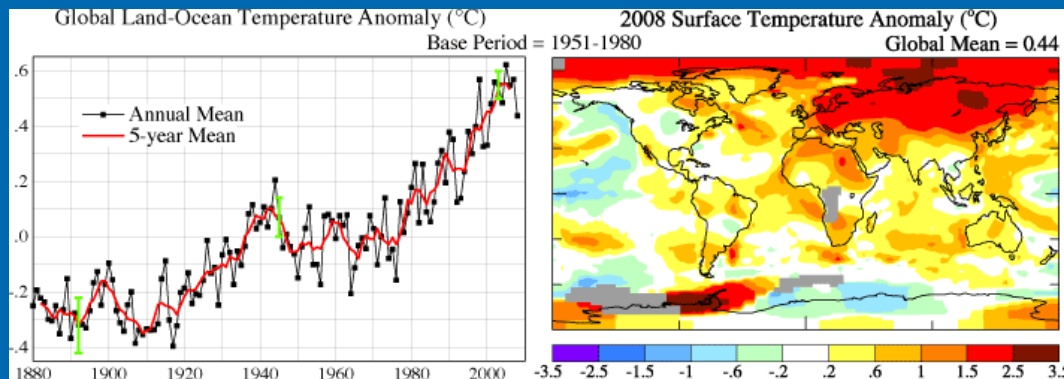 Global Land-Ocean Temperature Anomaly (°C)
2008 Surface Temperature Anomaly (°C)
Base Period = 1951-1980
Global Mean = 0.44
.6
.4
.2
.0
-.2
-.4
Annual Mean
5-year Mean
1880 1900 1920 1940 1960 1980 2000
-3.5 -2.5 -1.5 -1 -.6 -.2 .2 .6 1 1.5 2.5